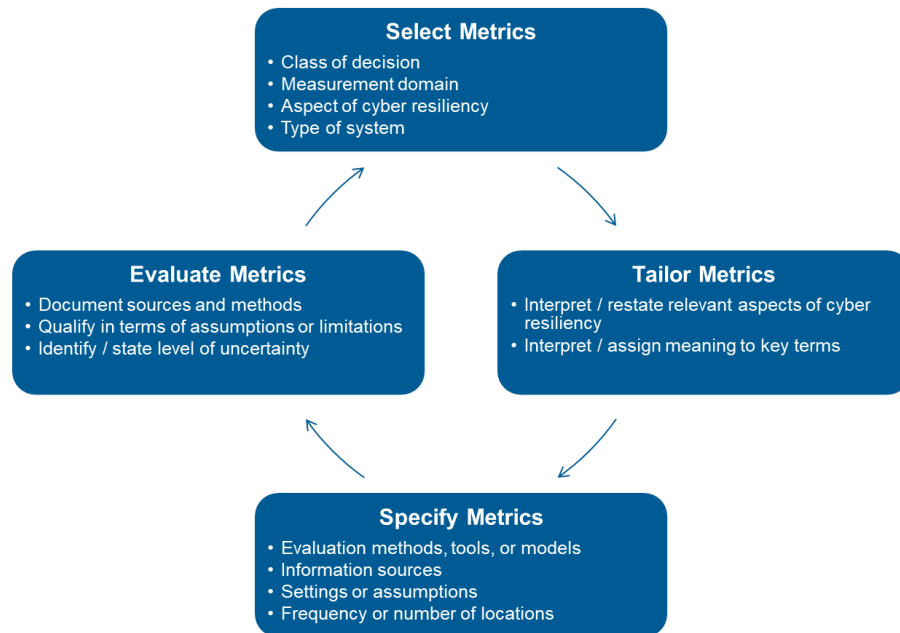 Select Metrics
• Class of decision
• Measurement domain
• Aspect of cyber resiliency
• Type of system
Evaluate Metrics
• Document sources and methods
• Qualify in terms of assumptions or limitations
• Identify / state level of uncertainty
Tailor Metrics
• Interpret / restate relevant aspects of cyber
resiliency
• Interpret / assign meaning to key terms
Specify Metrics
• Evaluation methods, tools, or models
• Information sources
• Settings or assumptions
• Frequency or number of locations